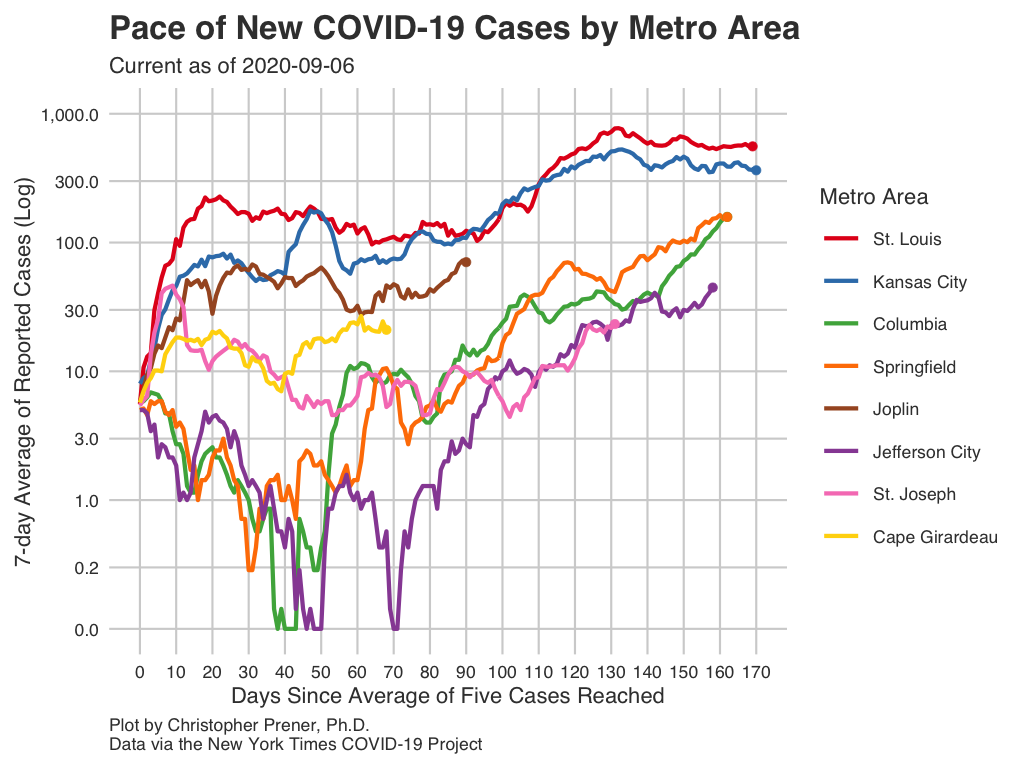 Pace of New COVID-19 Cases by Metro Area
Current as of 2020-09-06
7-day Average of Reported Cases (Log)
1,000.0
300.0
100.0
30.0
10.0
3.0
1.0
0.2
0.0
0 10 20 30 40 50 60 70 80 90 100 110 120 130 140 150 160 170
Days Since Average of Five Cases Reached
Metro Area
St. Louis
Kansas City
Columbia
Springfield
Joplin
Jefferson City
St. Joseph
Cape Girardeau
Plot by Christopher Prener, Ph.D.
Data via the New York Times COVID-19 Project